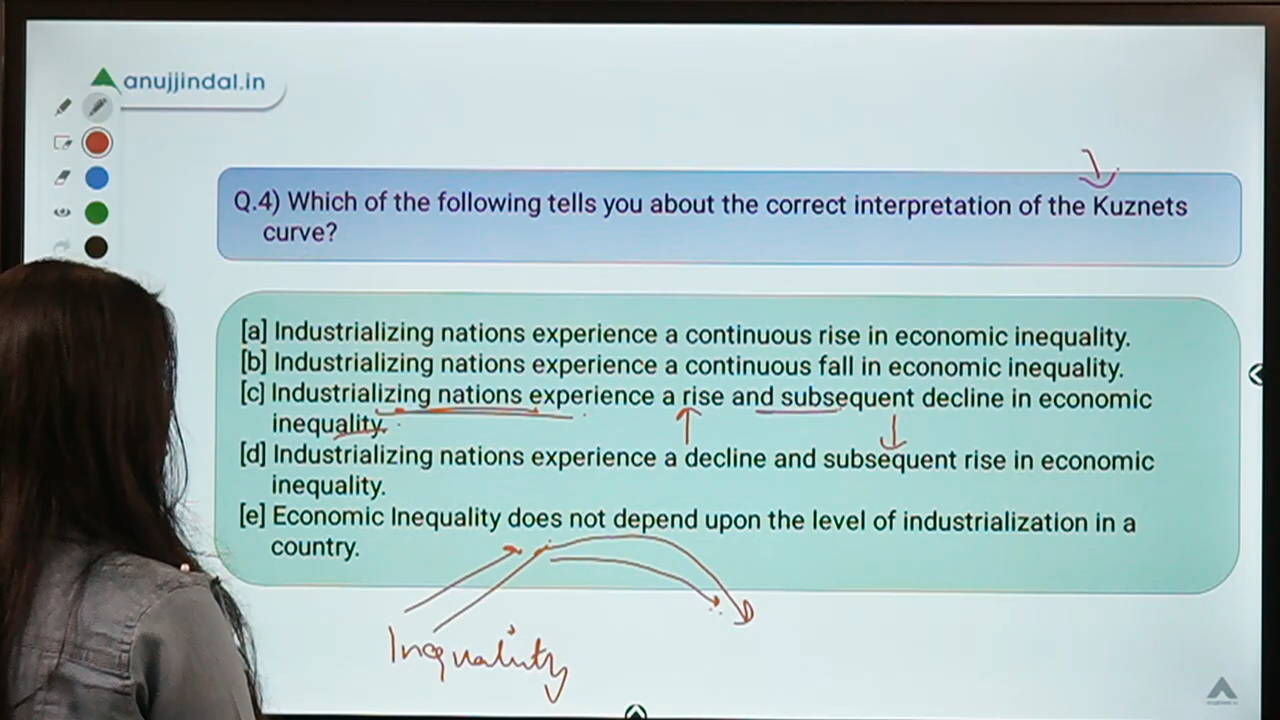 anujjindal.in
Q.4) Which of the following tells you about the correct interpretation of the Kuznets
curve?
[a] Industrializing nations experience a continuous rise in economic inequality.
[b] Industrializing nations experience a continuous fall in economic inequality.
[c] Industrializing nations experience a rise and subsequent decline in economic
inequality.
[d] Industrializing nations experience a decline and subsequent rise in economic
inequality.
[e] Economic Inequality does not depend upon the level of industrialization in a
country.
Inequality